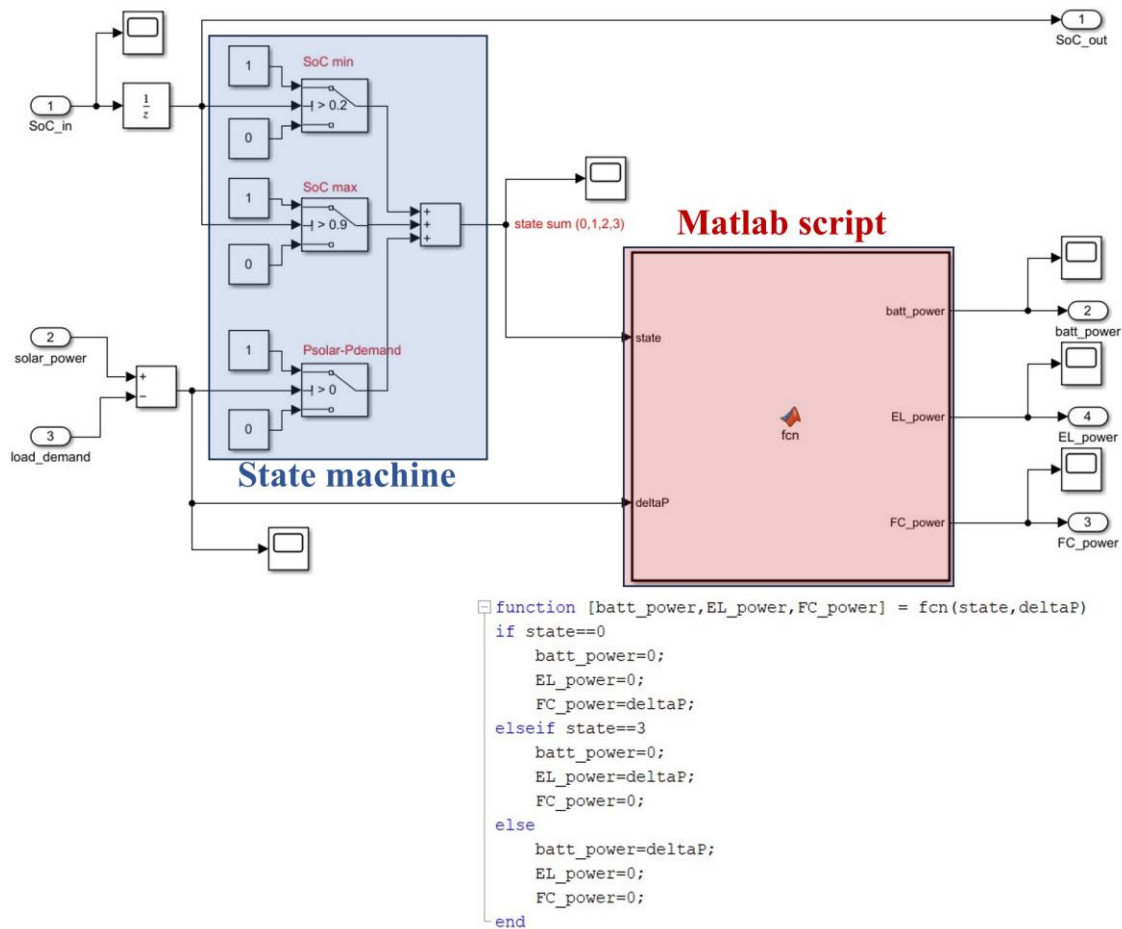 1
SoC_out
1
SoC min
> 0.2
0
1
SoC_in
1
z
1
SoC max
> 0.9
0
+
+
+
state sum (0,1,2,3)
Matlab script
2
solar_power
+
−
3
load_demand
1
Psolar-Pdemand
> 0
0
State machine
state
deltaP
fcn
batt_power
EL_power
FC_power
2
batt_power
4
EL_power
3
FC_power
function [batt_power,EL_power,FC_power] = fcn(state,deltaP)
if state==0
batt_power=0;
EL_power=0;
FC_power=deltaP;
elseif state==3
batt_power=0;
EL_power=deltaP;
FC_power=0;
else
batt_power=deltaP;
EL_power=0;
FC_power=0;
end